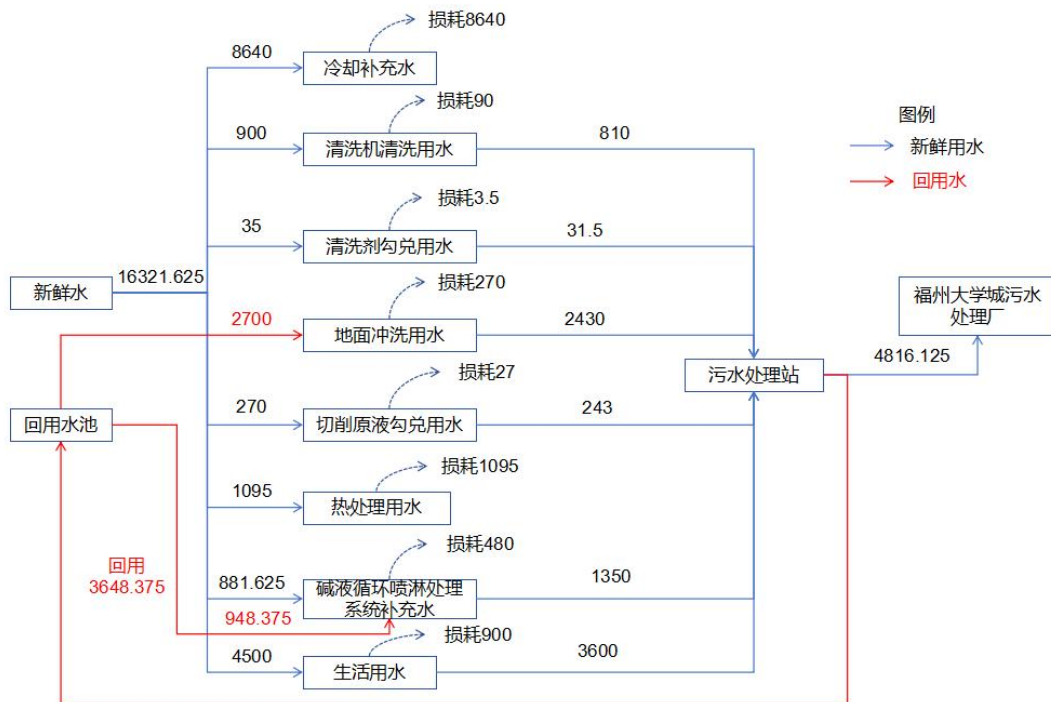 损耗8640
8640
冷却补充水
损耗90
900
清洗机清洗用水
810
图例
新鲜用水
回用水
损耗3.5
35
清洗剂勾兑用水
31.5
新鲜水
16321.625
损耗270
2700
地面冲洗用水
2430
福州大学城污水
处理厂
4816.125
污水处理站
损耗27
回用水池
270
切削原液勾兑用水
243
损耗1095
1095
热处理用水
损耗480
回用
3648.375
881.625
948.375
碱液循环喷淋处理
系统补充水
1350
损耗900
4500
生活用水
3600